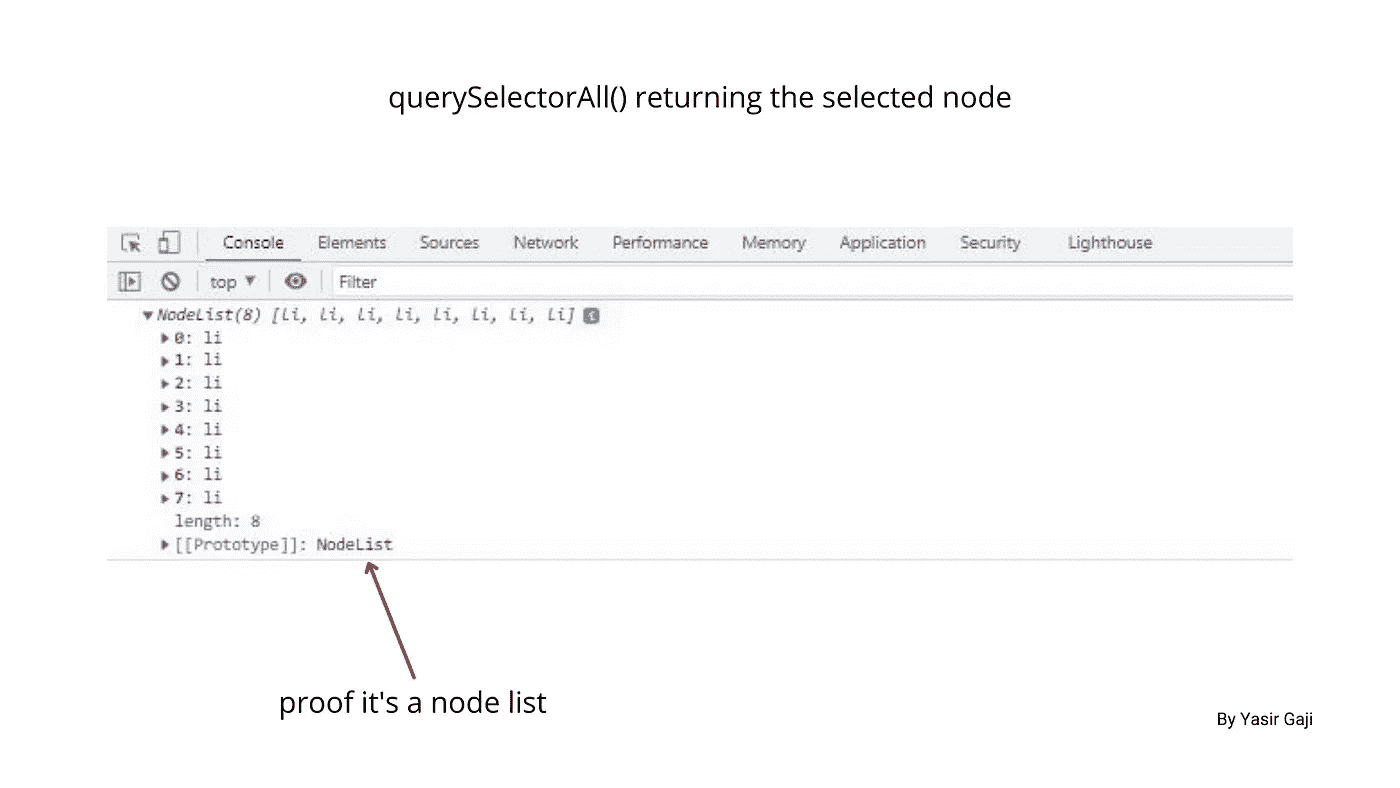 querySelectorAll() returning the selected node
Console Elements Sources Network Performance Memory Application Security Lighthouse
top ▼ Filter
▼NodeList(8) [li, li, li, li, li, li, li, li] i
▶0: li
▶1: li
▶2: li
▶3: li
▶4: li
▶5: li
▶6: li
▶7: li
length: 8
▶[[Prototype]]: NodeList
proof it's a node list
By Yasir Gaji